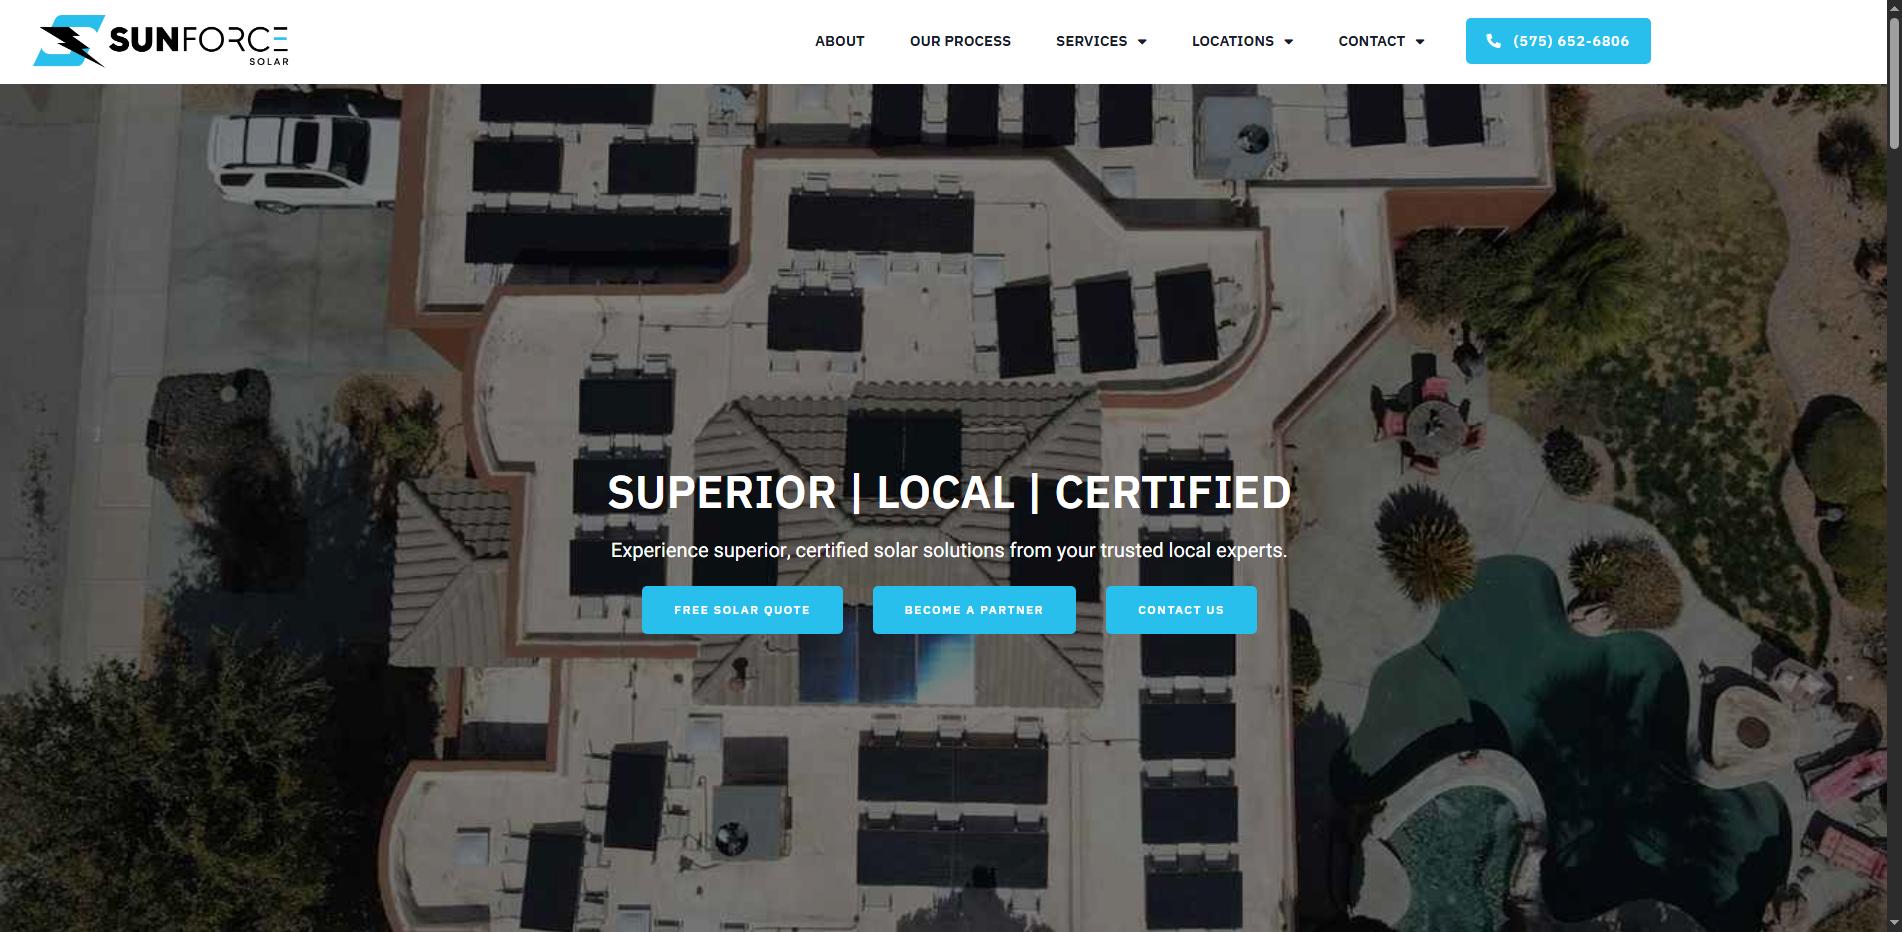 SUNFORCE
SOLAR
ABOUT
OUR PROCESS
SERVICES
LOCATIONS
CONTACT
(575) 652-6806
SUPERIOR | LOCAL | CERTIFIED
Experience superior, certified solar solutions from your trusted local experts.
FREE SOLAR QUOTE
BECOME A PARTNER
CONTACT US